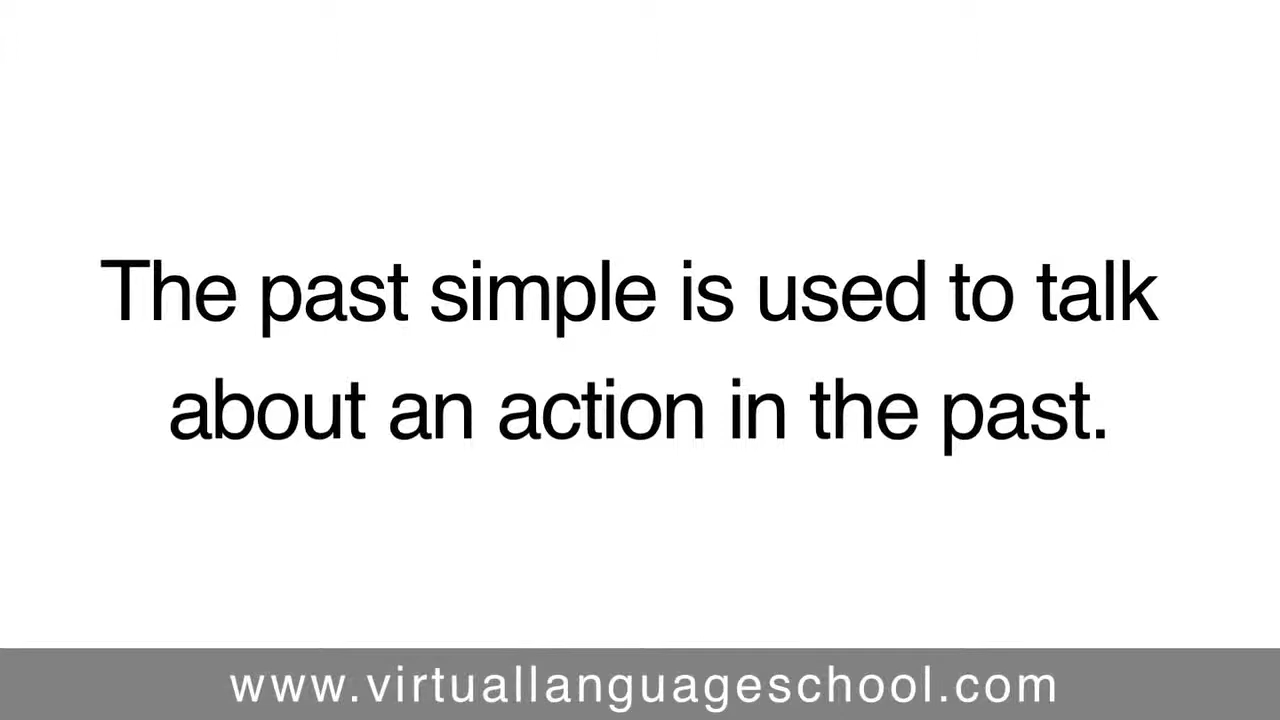 The past simple is used to talk
about an action in the past.
www.virtuallanguageschool.com